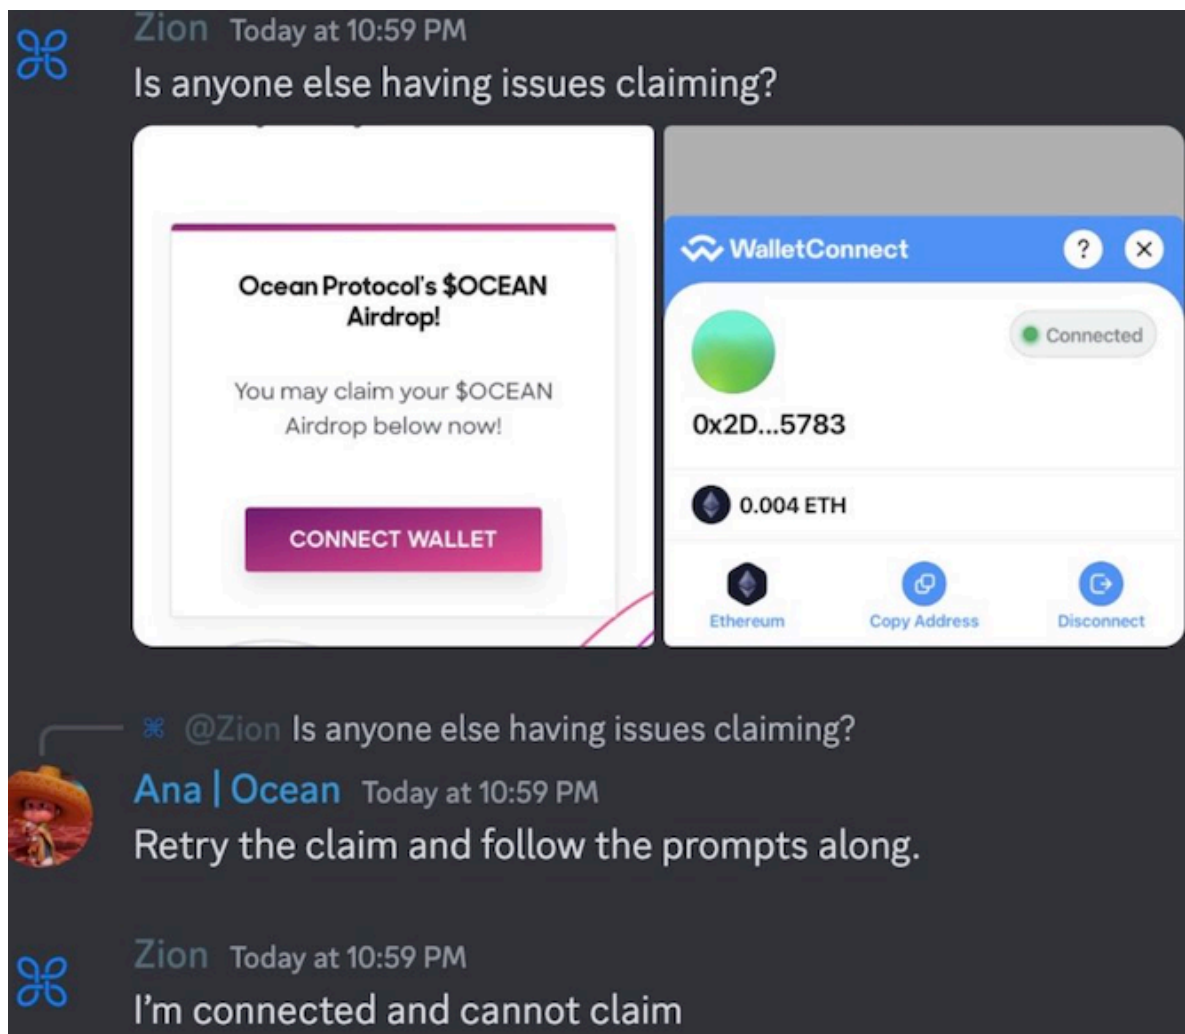 Zion Today at 10:59 PM
Is anyone else having issues claiming?
Ocean Protocol's $OCEAN
Airdrop!
You may claim your $OCEAN
Airdrop below now!
CONNECT WALLET
WalletConnect
?
Connected
0x2D...5783
0.004 ETH
Ethereum
Copy Address
Disconnect
@Zion Is anyone else having issues claiming?
Ana | Ocean Today at 10:59 PM
Retry the claim and follow the prompts along.
Zion Today at 10:59 PM
I'm connected and cannot claim